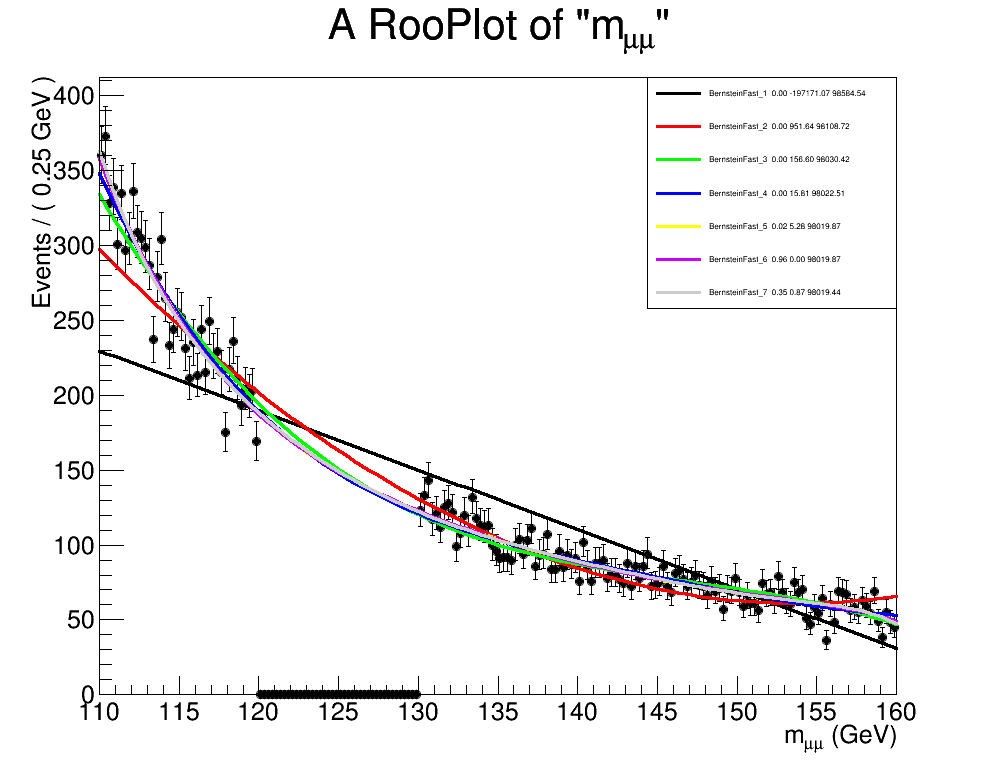 A RooPlot of "mμμ"
Events / ( 0.25 GeV )
400
350
300
250
200
150
100
50
0
BernsteinFast_1 0.00 -197171.07 98584.54
BernsteinFast_2 0.00 951.64 98108.72
BernsteinFast_3 0.00 156.60 98030.42
BernsteinFast_4 0.00 15.81 98022.51
BernsteinFast_5 0.02 5.28 98019.87
BernsteinFast_6 0.96 0.00 98019.87
BernsteinFast_7 0.35 0.87 98019.44
110 115 120 125 130 135 140 145 150 155 160
mμμ (GeV)